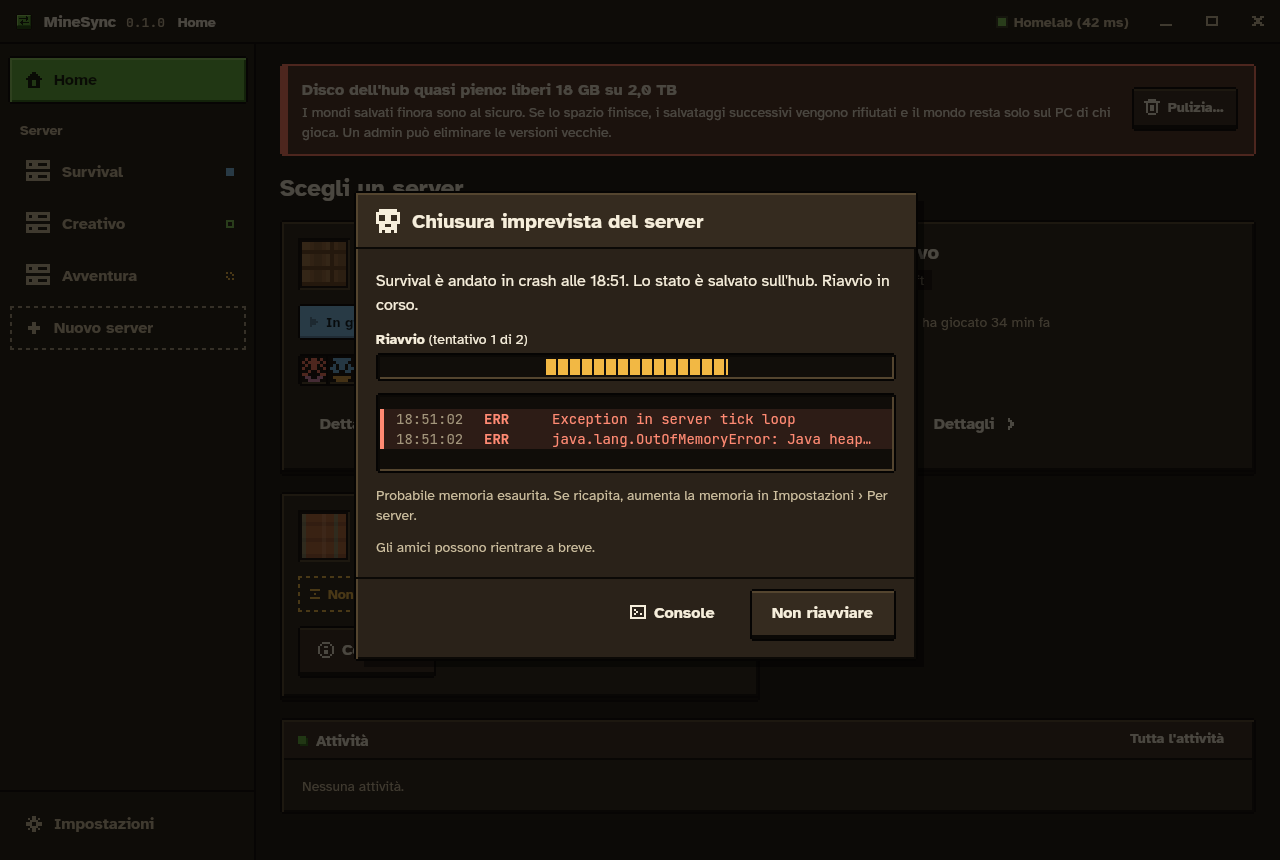 MineSync 0.1.0 Home
Homelab (42 ms)
Home
Server
Survival
Creativo
Avventura
Nuovo server
Impostazioni
Disco dell'hub quasi pieno: liberi 18 GB su 2,0 TB
I mondi salvati finora sono al sicuro. Se lo spazio finisce, i salvataggi successivi vengono rifiutati e il mondo resta solo sul PC di chi
gioca. Un admin può eliminare le versioni vecchie.
Pulizia...
Scegli un server
Chiusura imprevista del server
Survival è andato in crash alle 18:51. Lo stato è salvato sull'hub. Riavvio in
corso.
Riavvio (tentativo 1 di 2)
18:51:02 ERR Exception in server tick loop
18:51:02 ERR java.lang.OutOfMemoryError: Java heap…
Probabile memoria esaurita. Se ricapita, aumenta la memoria in Impostazioni › Per
server.
Gli amici possono rientrare a breve.
Console
Non riavviare
In g
Dett
vo
ha giocato 34 min fa
Dettagli
Non
Attività
Tutta l'attività
Nessuna attività.